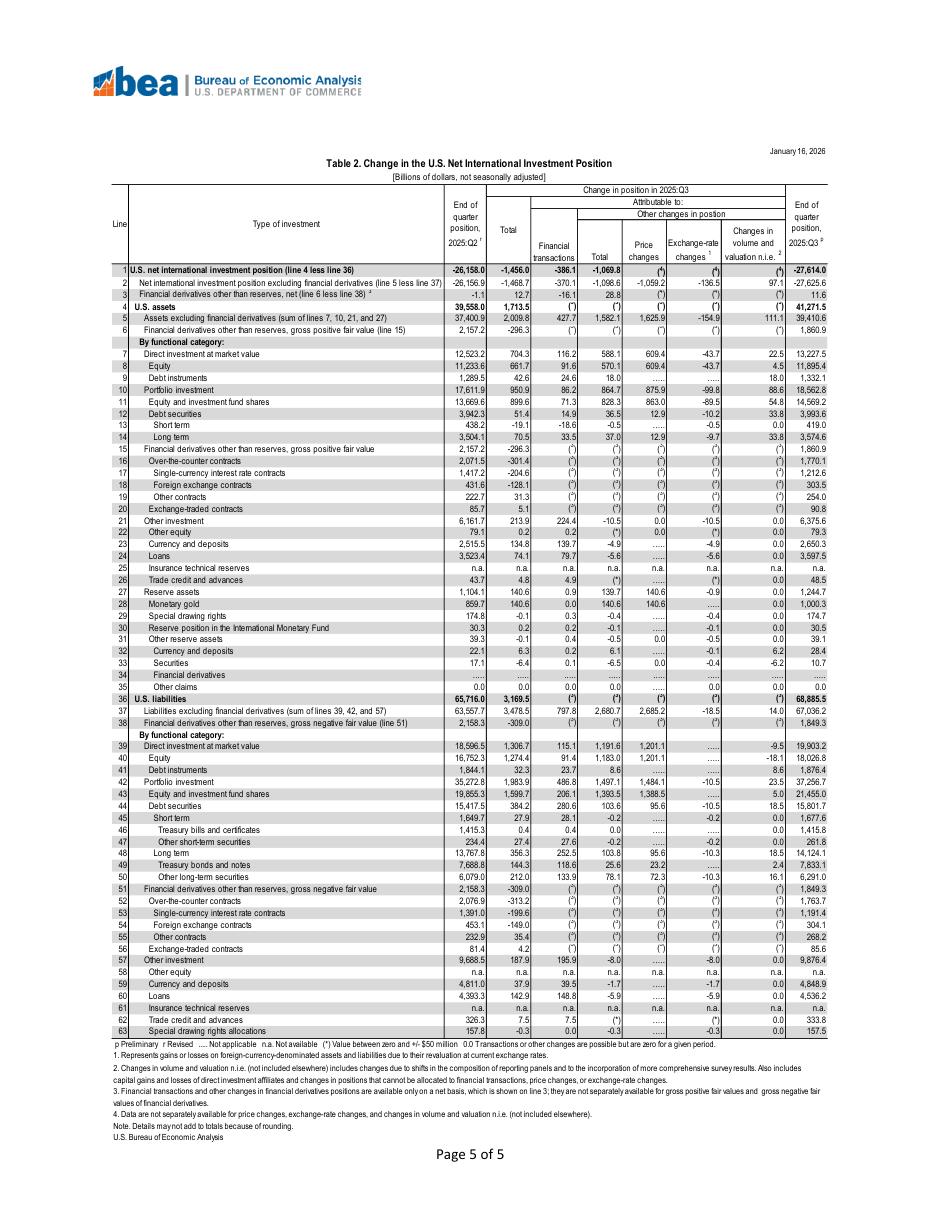 bea | Bureau of Economic Analysis
U.S. DEPARTMENT OF COMMERCE
January 16, 2026
Table 2. Change in the U.S. Net International Investment Position
[Billions of dollars, not seasonally adjusted]
Line Type of investment End of quarter position, 2025:Q2 r Change in position in 2025:Q3 End of quarter position, 2025:Q3 p
Attributable to:
Total Financial transactions Other changes in postion
Total Price changes Exchange-rate changes 1 Changes in volume and valuation n.i.e. 2
1 U.S. net international investment position (line 4 less line 36) -26,158.0 -1,456.0 -386.1 -1,069.8 (4) (4) (4) -27,614.0
2 Net international investment position excluding financial derivatives (line 5 less line 37) -26,156.9 -1,468.7 -370.1 -1,098.6 -1,059.2 -136.5 97.1 -27,625.6
3 Financial derivatives other than reserves, net (line 6 less line 38) 3 -1.1 12.7 -16.1 28.8 (4) (4) (4) 11.6
4 U.S. assets 39,558.0 1,713.5 (3) (3) (3) (3) (3) 41,271.5
5 Assets excluding financial derivatives (sum of lines 7, 10, 21, and 27) 37,400.9 2,009.8 427.7 1,582.1 1,625.9 -154.9 111.1 39,410.6
6 Financial derivatives other than reserves, gross positive fair value (line 15) 2,157.2 -296.3 (3) (3) (3) (3) (3) 1,860.9
By functional category:
7 Direct investment at market value 12,523.2 704.3 116.2 588.1 609.4 -43.7 22.5 13,227.5
8 Equity 11,233.6 661.7 91.6 570.1 609.4 -43.7 4.5 11,895.4
9 Debt instruments 1,289.5 42.6 24.6 18.0 ..... ..... 18.0 1,332.1
10 Portfolio investment 17,611.9 950.9 86.2 864.7 875.9 -99.8 88.6 18,562.8
11 Equity and investment fund shares 13,669.6 899.6 71.3 828.3 863.0 -89.5 54.8 14,569.2
12 Debt securities 3,942.3 51.4 14.9 36.5 12.9 -10.2 33.8 3,993.6
13 Short term 438.2 -19.1 -18.6 -0.5 ..... -0.5 0.0 419.0
14 Long term 3,504.1 70.5 33.5 37.0 12.9 -9.7 33.8 3,574.6
15 Financial derivatives other than reserves, gross positive fair value 2,157.2 -296.3 (3) (3) (3) (3) (3) 1,860.9
16 Over-the-counter contracts 2,071.5 -301.4 (3) (3) (3) (3) (3) 1,770.1
17 Single-currency interest rate contracts 1,417.2 -204.6 (3) (3) (3) (3) (3) 1,212.6
18 Foreign exchange contracts 431.6 -128.1 (3) (3) (3) (3) (3) 303.5
19 Other contracts 222.7 31.3 (3) (3) (3) (3) (3) 254.0
20 Exchange-traded contracts 85.7 5.1 (3) (3) (3) (3) (3) 90.8
21 Other investment 6,161.7 213.9 224.4 -10.5 0.0 -10.5 0.0 6,375.6
22 Other equity 79.1 0.2 0.2 (*) 0.0 (*) 0.0 79.3
23 Currency and deposits 2,515.5 134.8 139.7 -4.9 ..... -4.9 0.0 2,650.3
24 Loans 3,523.4 74.1 79.7 -5.6 ..... -5.6 0.0 3,597.5
25 Insurance technical reserves n.a. n.a. n.a. n.a. n.a. n.a. n.a. n.a.
26 Trade credit and advances 43.7 4.8 4.9 (*) ..... (*) 0.0 48.5
27 Reserve assets 1,104.1 140.6 0.9 139.7 140.6 -0.9 0.0 1,244.7
28 Monetary gold 859.7 140.6 0.0 140.6 140.6 ..... 0.0 1,000.3
29 Special drawing rights 174.8 -0.1 0.3 -0.4 ..... -0.4 0.0 174.7
30 Reserve position in the International Monetary Fund 30.3 0.2 0.2 -0.1 ..... -0.1 0.0 30.5
31 Other reserve assets 39.3 -0.1 0.4 -0.5 0.0 -0.5 0.0 39.1
32 Currency and deposits 22.1 6.3 0.2 6.1 ..... -0.1 6.2 28.4
33 Securities 17.1 -6.4 0.1 -6.5 0.0 -0.4 -6.2 10.7
34 Financial derivatives ..... ..... ..... ..... ..... ..... ..... .....
35 Other claims 0.0 0.0 0.0 0.0 ..... 0.0 0.0 0.0
36 U.S. liabilities 65,716.0 3,169.5 (3) (3) (3) (3) (3) 68,885.5
37 Liabilities excluding financial derivatives (sum of lines 39, 42, and 57) 63,557.7 3,478.5 797.8 2,680.7 2,685.2 -18.5 14.0 67,036.2
38 Financial derivatives other than reserves, gross negative fair value (line 51) 2,158.3 -309.0 (3) (3) (3) (3) (3) 1,849.3
By functional category:
39 Direct investment at market value 18,596.5 1,306.7 115.1 1,191.6 1,201.1 ..... -9.5 19,903.2
40 Equity 16,752.3 1,274.4 91.4 1,183.0 1,201.1 ..... -18.1 18,026.8
41 Debt instruments 1,844.1 32.3 23.7 8.6 ..... ..... 8.6 1,876.4
42 Portfolio investment 35,272.8 1,983.9 486.8 1,497.1 1,484.1 -10.5 23.5 37,256.7
43 Equity and investment fund shares 19,855.3 1,599.7 206.1 1,393.5 1,388.5 ..... 5.0 21,455.0
44 Debt securities 15,417.5 384.2 280.6 103.6 95.6 -10.5 18.5 15,801.7
45 Short term 1,649.7 27.9 28.1 -0.2 ..... -0.2 0.0 1,677.6
46 Treasury bills and certificates 1,415.3 0.4 0.4 0.0 ..... ..... 0.0 1,415.8
47 Other short-term securities 234.4 27.4 27.6 -0.2 ..... -0.2 0.0 261.8
48 Long term 13,767.8 356.3 252.5 103.8 95.6 -10.3 18.5 14,124.1
49 Treasury bonds and notes 7,688.8 144.3 118.6 25.6 23.2 ..... 2.4 7,833.1
50 Other long-term securities 6,079.0 212.0 133.9 78.1 72.3 -10.3 16.1 6,291.0
51 Financial derivatives other than reserves, gross negative fair value 2,158.3 -309.0 (3) (3) (3) (3) (3) 1,849.3
52 Over-the-counter contracts 2,076.9 -313.2 (3) (3) (3) (3) (3) 1,763.7
53 Single-currency interest rate contracts 1,391.0 -199.6 (3) (3) (3) (3) (3) 1,191.4
54 Foreign exchange contracts 453.1 -149.0 (3) (3) (3) (3) (3) 304.1
55 Other contracts 232.9 35.4 (3) (3) (3) (3) (3) 268.2
56 Exchange-traded contracts 81.4 4.2 (3) (3) (3) (3) (3) 85.6
57 Other investment 9,688.5 187.9 195.9 -8.0 ..... -8.0 0.0 9,876.4
58 Other equity n.a. n.a. n.a. n.a. n.a. n.a. n.a. n.a.
59 Currency and deposits 4,811.0 37.9 39.5 -1.7 ..... -1.7 0.0 4,848.9
60 Loans 4,393.3 142.9 148.8 -5.9 ..... -5.9 0.0 4,536.2
61 Insurance technical reserves n.a. n.a. n.a. n.a. n.a. n.a. n.a. n.a.
62 Trade credit and advances 326.3 7.5 7.5 (*) ..... (*) 0.0 333.8
63 Special drawing rights allocations 157.8 -0.3 0.0 -0.3 ..... -0.3 0.0 157.5
p Preliminary r Revised ..... Not applicable n.a. Not available (*) Value between zero and +/- $50 million 0.0 Transactions or other changes are possible but are zero for a given period.
1. Represents gains or losses on foreign-currency-denominated assets and liabilities due to their revaluation at current exchange rates.
2. Changes in volume and valuation n.i.e. (not included elsewhere) includes changes due to shifts in the composition of reporting panels and to the incorporation of more comprehensive survey results. Also includes
capital gains and losses of direct investment affiliates and changes in positions that cannot be allocated to financial transactions, price changes, or exchange-rate changes.
3. Financial transactions and other changes in financial derivatives positions are available only on a net basis, which is shown on line 3; they are not separately available for gross positive fair values and gross negative fair
values of financial derivatives.
4. Data are not separately available for price changes, exchange-rate changes, and changes in volume and valuation n.i.e. (not included elsewhere).
Note. Details may not add to totals because of rounding.
U.S. Bureau of Economic Analysis
Page 5 of 5